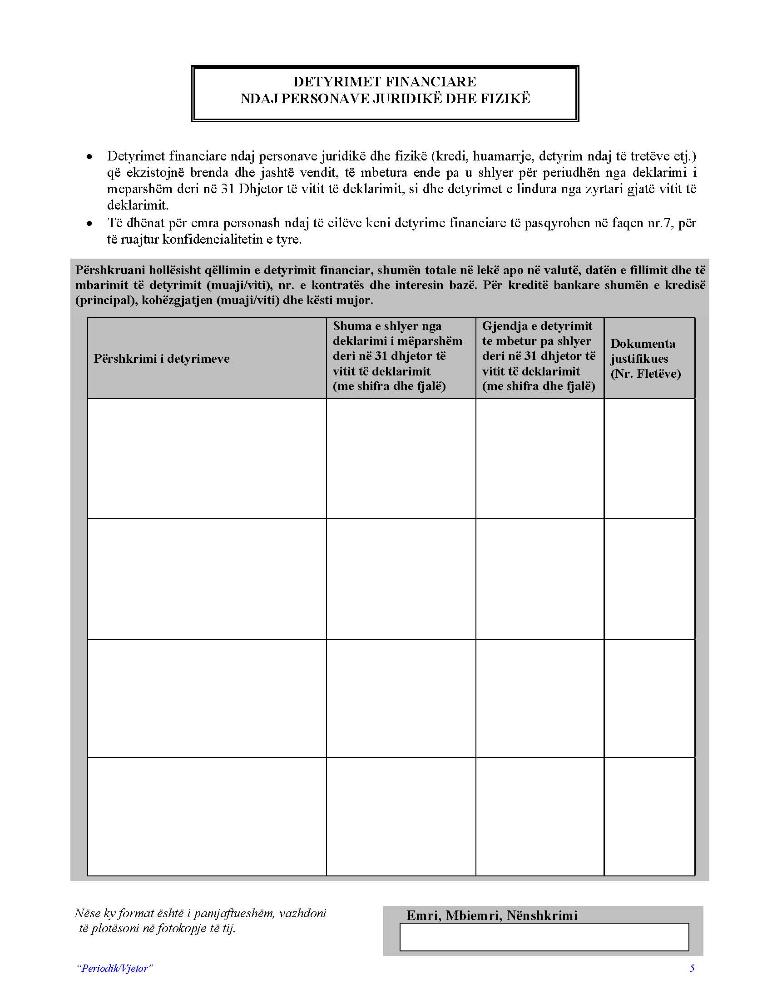 DETYRIMET FINANCIARE
NDAJ PERSONAVE JURIDIKË DHE FIZIKË
• Detyrimet financiare ndaj personave juridikë dhe fizikë (kredi, huamarrje, detyrim ndaj të tretëve etj.)
që ekzistojnë brenda dhe jashtë vendit, të mbetura ende pa u shlyer për periudhën nga deklarimi i
meparshëm deri në 31 Dhjetor të vitit të deklarimit, si dhe detyrimet e lindura nga zyrtari gjatë vitit të
deklarimit.
• Të dhënat për emra personash ndaj të cilëve keni detyrime financiare të pasqyrohen në faqen nr.7, për
të ruajtur konfidencialitetin e tyre.
Përshkruani hollësisht qëllimin e detyrimit financiar, shumën totale në lekë apo në valutë, datën e fillimit dhe të
mbarimit të detyrimit (muaji/viti), nr. e kontratës dhe interesin bazë. Për kreditë bankare shumën e kredisë
(principal), kohëzgjatjen (muaji/viti) dhe kësti mujor.
Përshkrimi i detyrimeve
Shuma e shlyer nga
deklarimi i mëparshëm
deri në 31 dhjetor të
vitit të deklarimit
(me shifra dhe fjalë)
Gjendja e detyrimit
te mbetur pa shlyer
deri në 31 dhjetor të
vitit të deklarimit
(me shifra dhe fjalë)
Dokumenta
justifikues
(Nr. Fletëve)
Nëse ky format është i pamjaftueshëm, vazhdoni
të plotësoni në fotokopje të tij.
Emri, Mbiemri, Nënshkrimi
“Periodik/Vjetor”
5